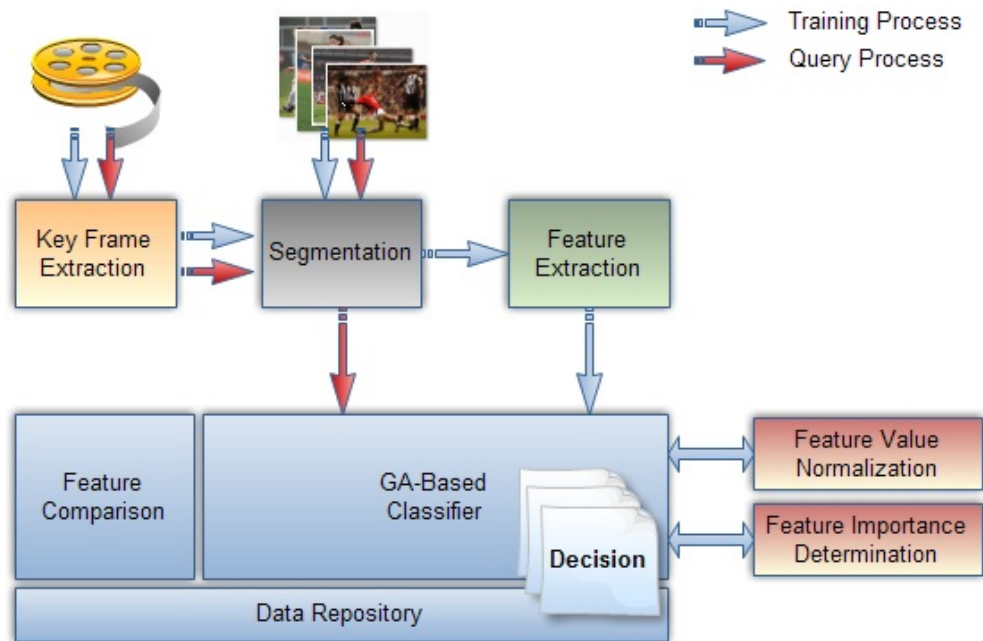 Training Process
Query Process
Key Frame
Extraction
Segmentation
Feature
Extraction
Feature
Comparison
GA-Based
Classifier
Decision
Feature Value
Normalization
Feature Importance
Determination
Data Repository